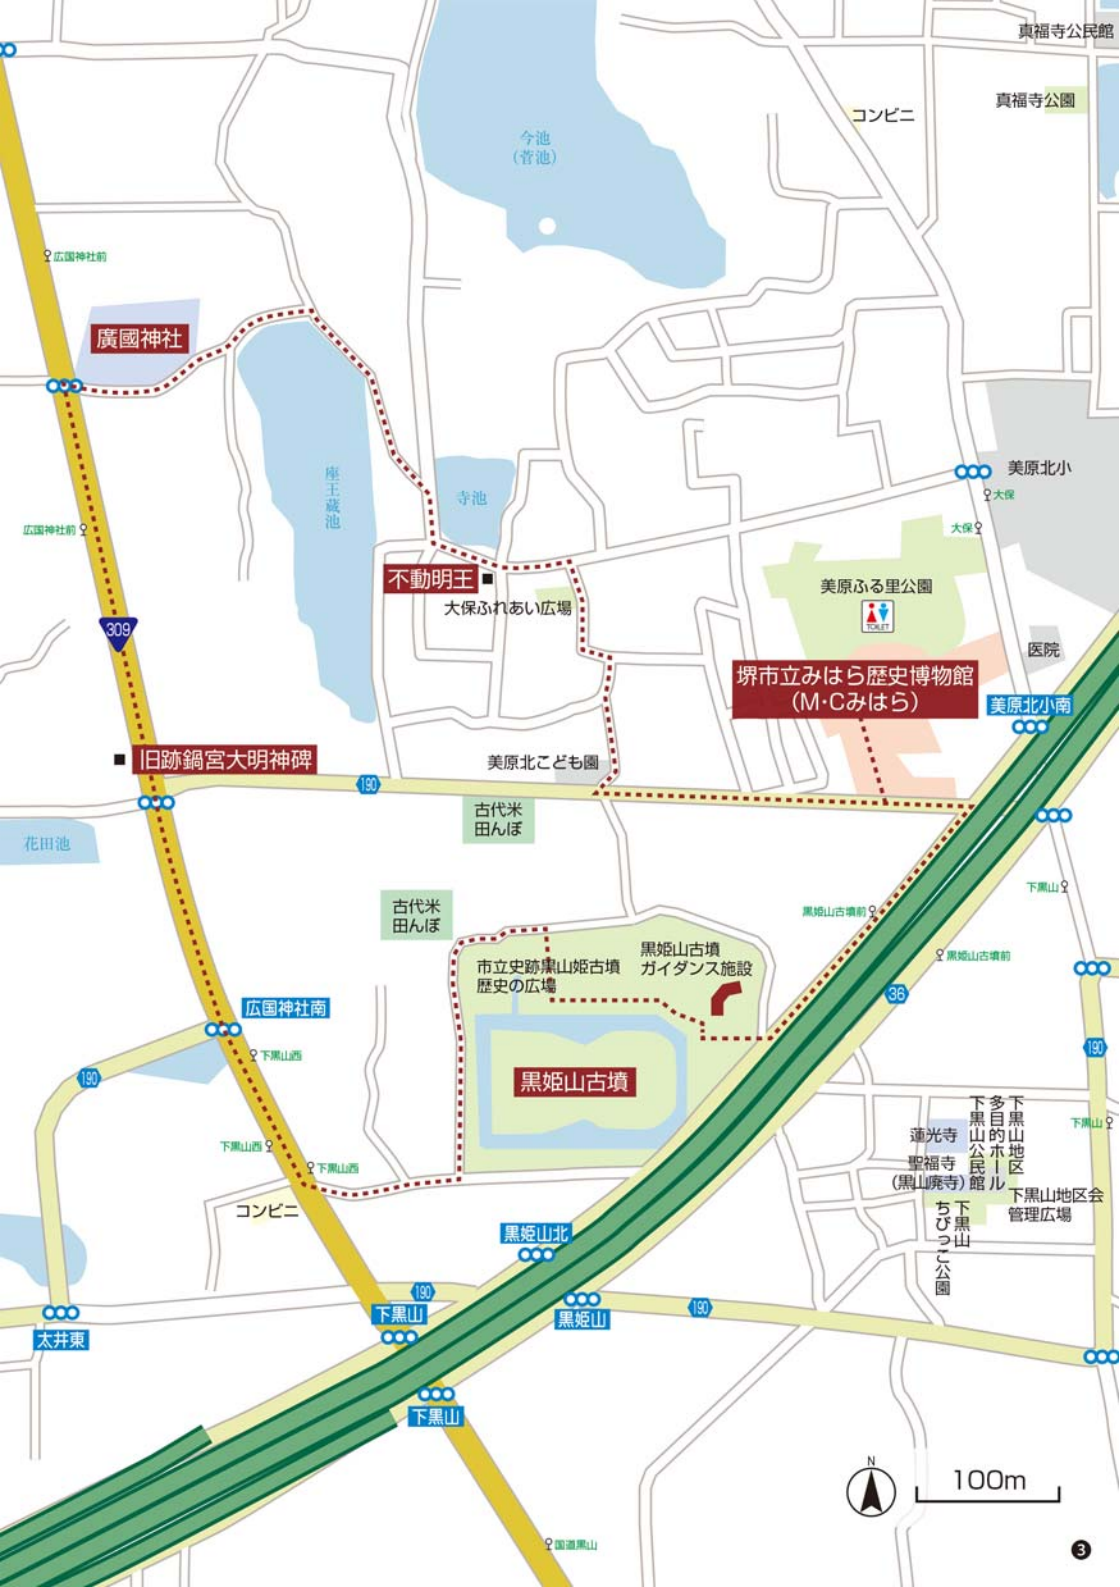 真福寺公民館
真福寺公園
コンビニ
今池
(菅池)
広国神社前
廣國神社
座王蔵池
寺池
美原北小
大保
大保
広国神社前
不動明王
大保ふれあい広場
美原ふる里公園
TOILET
309
医院
堺市立みはら歴史博物館
(M・Cみはら)
美原北小南
旧跡鍋宮大明神碑
美原北こども園
190
古代米
田んぼ
花田池
下黒山
古代米
田んぼ
黒姫山古墳前
市立史跡黒山姫古墳
歴史の広場
黒姫山古墳
ガイダンス施設
黒姫山古墳前
36
広国神社南
下黒山西
190
190
黒姫山古墳
下黒山西
下黒山西
下黒山
蓮光寺
聖福寺
(黒山廃寺)
下黒山地区
多目的ホール
下黒山公民館
下黒山地区会
管理広場
下黒山
ちびっこ公園
コンビニ
黒姫山北
190
下黒山
黒姫山
190
太井東
下黒山
N
100m
国道黒山
3